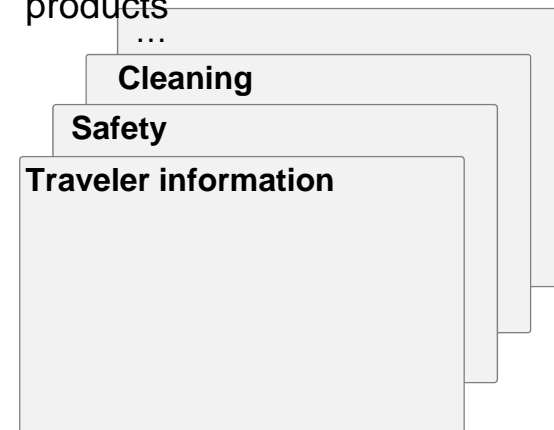 products
…
Cleaning
Safety
Traveler information